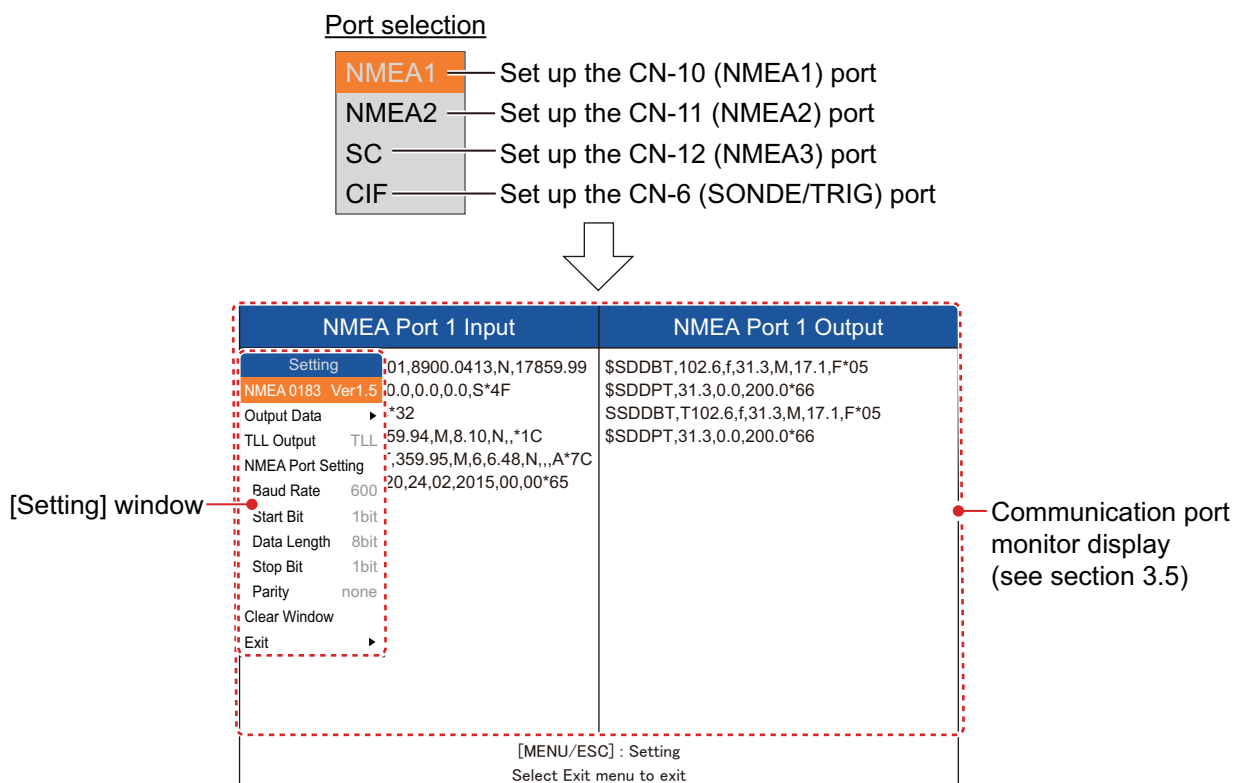 Port selection
NMEA1 Set up the CN-10 (NMEA1) port
NMEA2 Set up the CN-11 (NMEA2) port
SC Set up the CN-12 (NMEA3) port
CIF Set up the CN-6 (SONDE/TRIG) port
NMEA Port 1 Input
NMEA Port 1 Output
Setting
NMEA 0183 Ver1.5
Output Data
TLL Output TLL
NMEA Port Setting
Baud Rate 600
Start Bit 1bit
Data Length 8bit
Stop Bit 1bit
Parity none
Clear Window
Exit
01,8900.0413,N,17859.99
0.0,0.0,0.0,S*4F
*32
59.94,M,8.10,N,,*1C
,359.95,M,6,6.48,N,,,A*7C
20,24,02,2015,00,00*65
$SDDBT,102.6,f,31.3,M,17.1,F*05
$SDDPT,31.3,0.0,200.0*66
SSDDBT,T102.6,f,31.3,M,17.1,F*05
$SDDPT,31.3,0.0,200.0*66
[Setting] window
Communication port
monitor display
(see section 3.5)
[MENU/ESC] : Setting
Select Exit menu to exit